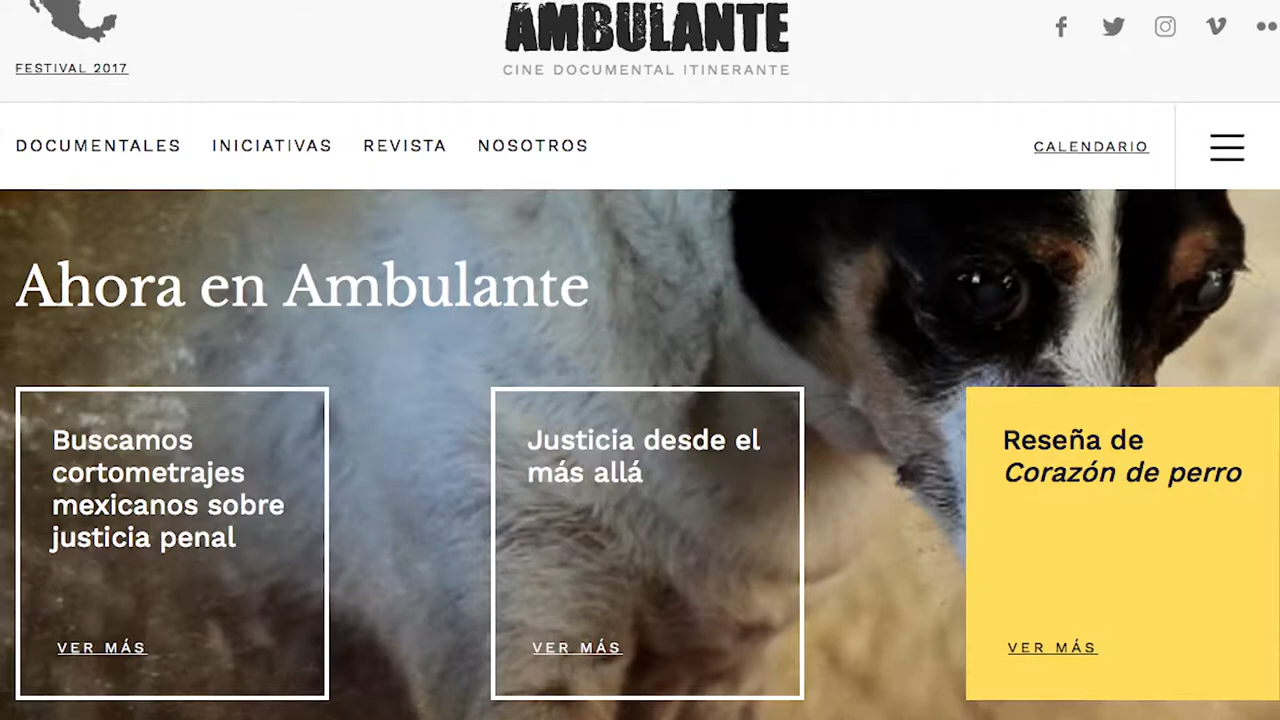 AMBULANTE
FESTIVAL 2017
CINE DOCUMENTAL ITINERANTE
DOCUMENTALES INICIATIVAS REVISTA NOSOTROS CALENDARIO
Ahora en Ambulante
Buscamos
cortometrajes
mexicanos sobre
justicia penal
VER MÁS
Justicia desde el
más allá
VER MÁS
Reseña de
Corazón de perro
VER MÁS